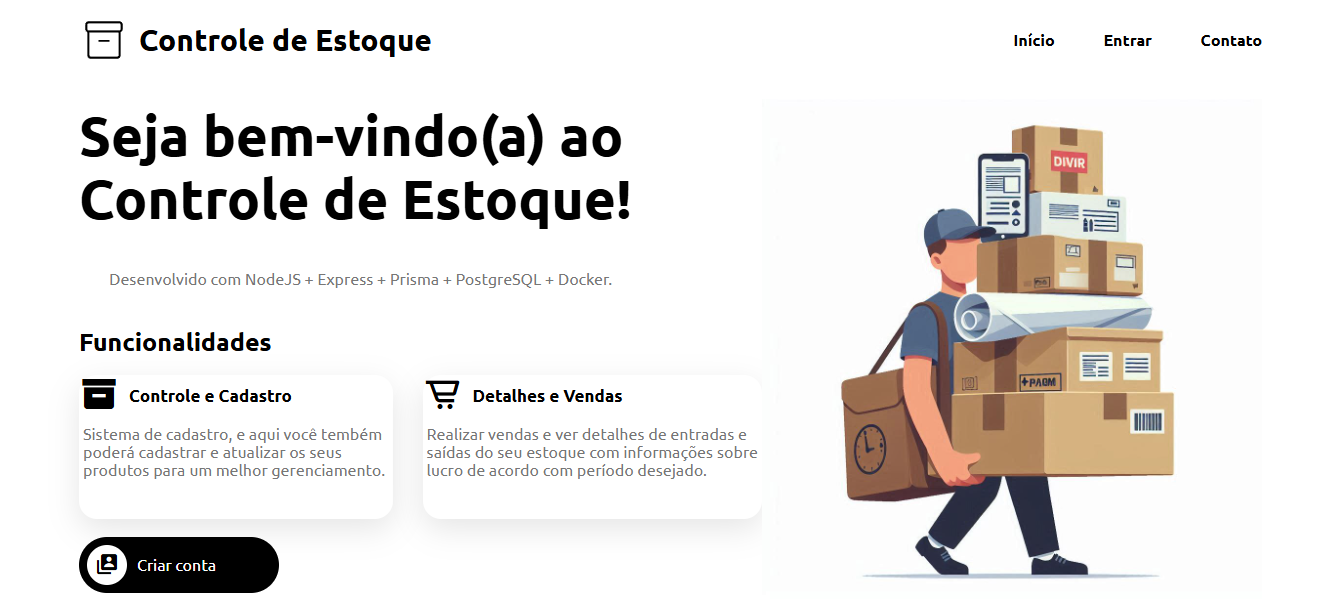 Controle de Estoque
Início
Entrar
Contato
Seja bem-vindo(a) ao
Controle de Estoque!
Desenvolvido com NodeJS + Express + Prisma + PostgreSQL + Docker.
Funcionalidades
Controle e Cadastro
Sistema de cadastro, e aqui você tembém
poderá cadastrar e atualizar os seus
produtos para um melhor gerenciamento.
Detalhes e Vendas
Realizar vendas e ver detalhes de entradas e
saídas do seu estoque com informações sobre
lucro de acordo com período desejado.
Criar conta
DIVIR